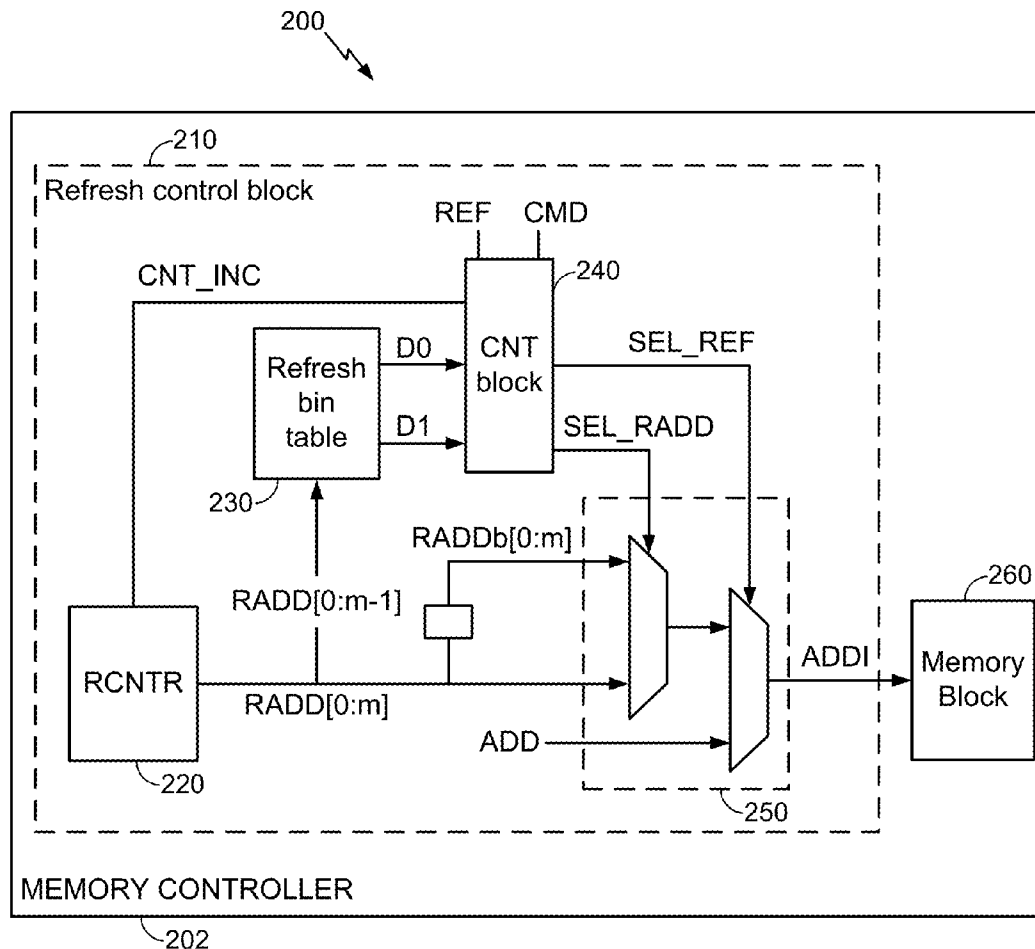 200
210
Refresh control block
REF
CMD
CNT_INC
240
D0
CNT
block
SEL_REF
Refresh
bin
table
D1
SEL_RADD
230
RADDb[0:m]
RADD[0:m-1]
260
RCNTR
ADDI
Memory
Block
RADD[0:m]
ADD
220
250
MEMORY CONTROLLER
202